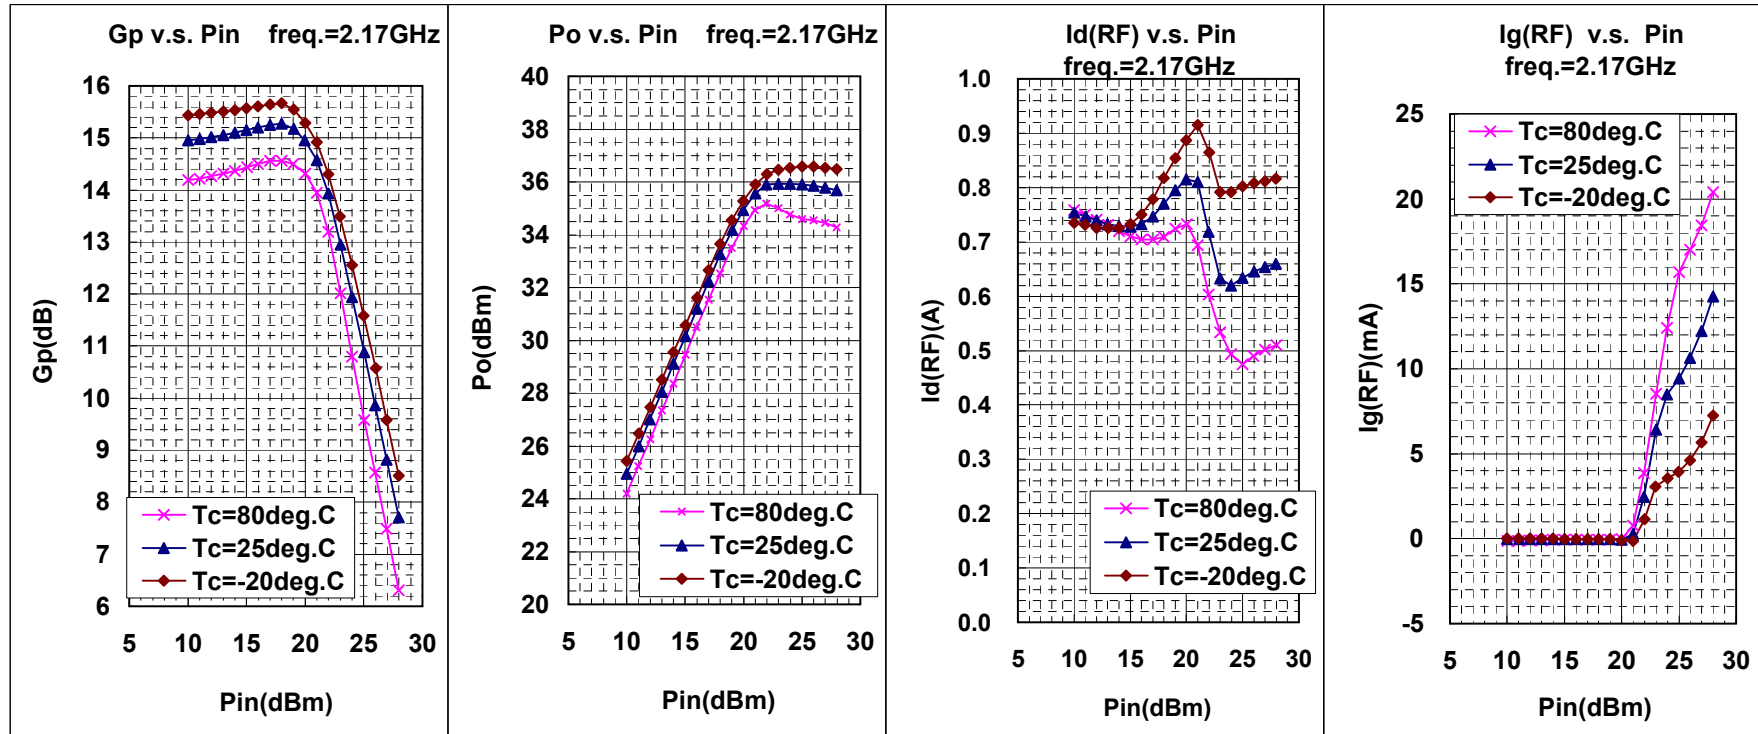 Gp v.s. Pin    freq.=2.17GHz
16
15
14
13
12
11
10
9
8
7
6
Gp(dB)
Tc=80deg.C
Tc=25deg.C
Tc=-20deg.C
5 10 15 20 25 30
Pin(dBm)
Po v.s. Pin    freq.=2.17GHz
40
38
36
34
32
30
28
26
24
22
20
Po(dBm)
Tc=80deg.C
Tc=25deg.C
Tc=-20deg.C
5 10 15 20 25 30
Pin(dBm)
Id(RF) v.s. Pin
freq.=2.17GHz
1.0
0.9
0.8
0.7
0.6
0.5
0.4
0.3
0.2
0.1
0.0
Id(RF)(A)
Tc=80deg.C
Tc=25deg.C
Tc=-20deg.C
5 10 15 20 25 30
Pin(dBm)
Ig(RF)  v.s.  Pin
freq.=2.17GHz
25
20
15
10
5
0
-5
Ig(RF)(mA)
Tc=80deg.C
Tc=25deg.C
Tc=-20deg.C
5 10 15 20 25 30
Pin(dBm)